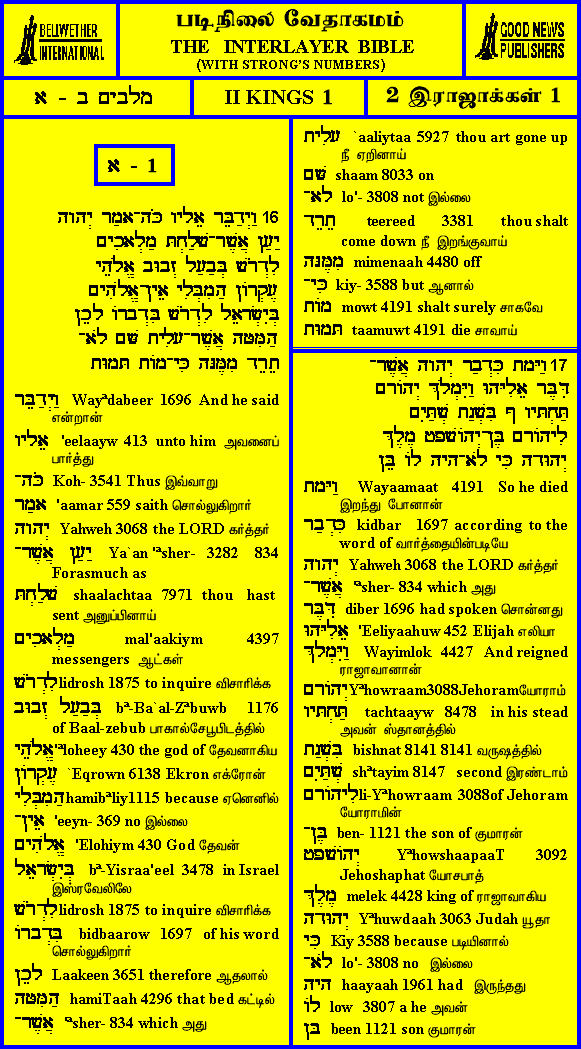 BELLWETHER
INTERNATIONAL
படிநிலை வேதாகமம்
THE INTERLAYER BIBLE
(WITH STRONG'S NUMBERS)
GOOD NEWS
PUBLISHERS
מלבים ב - א
II KINGS 1
2 இராஜாக்கள் 1
א - 1
16 וַיְדַבֵּר אֵלָיו כֹּה־אָמַר יְהוָה
יַעַן אֲשֶׁר־שָׁלַחְתָּ מַלְאָכִים
לִדְרֹשׁ בְּבַעַל זְבוּב אֱלֹהֵי
עֶקְרוֹן הַמִבְּלִי אֵין־אֱלֹהִים
בְּיִשְׂרָאֵל לִדְרֹשׁ בִּדְבָרוֹ לָכֵן
הַמִּטָּה אֲשֶׁר־עָלִיתָ שָּׁם לֹא־
תֵרֵד מִמֶּנָּה כִּי־מוֹת תָּמוּת
וַיְדַבֵּר Wayªdabeer 1696 And he said
என்றான்
אֵלָיו 'eelaayw 413 unto him அவனைப்
பார்த்து
כֹּה־ Koh- 3541 Thus இவ்வாறு
אָמַר 'aamar 559 saith சொல்லுகிறார்
יְהוָה Yahweh 3068 the LORD கர்த்தர்
יַעַן אֲשֶׁר־ Ya`an 'ªsher- 3282 834
Forasmuch as
שָׁלַחְתָּ shaalachtaa 7971 thou hast
sent அனுப்பினாய்
מַלְאָכִים mal'aakiym 4397
messengers ஆட்கள்
לִדְרֹשׁ lidrosh 1875 to inquire விசாரிக்க
בְּבַעַל זְבוּב bª-Ba`al-Zªbuwb 1176
of Baal-zebub பாகால்சேபூபிடத்தில்
אֱלֹהֵי 'ªloheey 430 the god of தேவனாகிய
עֶקְרוֹן `Eqrown 6138 Ekron எக்ரோன்
הַמִבְּלִי hamibªliy1115 because ஏனெனில்
אֵין־ 'eeyn- 369 no இல்லை
אֱלֹהִים 'Elohiym 430 God தேவன்
בְּיִשְׂרָאֵל bª-Yisraa'eel 3478 in Israel
இஸ்ரவேலிலே
לִדְרֹשׁ lidrosh 1875 to inquire விசாரிக்க
בִּדְבָרוֹ bidbaarow 1697 of his word
சொல்லுகிறார்
לָכֵן Laakeen 3651 therefore ஆதலால்
הַמִּטָּה hamiTaah 4296 that bed கட்டில்
אֲשֶׁר־ 'ªsher- 834 which அது
עָלִיתָ `aaliytaa 5927 thou art gone up
நீ ஏறினாய்
שָּׁם shaam 8033 on
לֹא־ lo'- 3808 not இல்லை
תֵרֵד teereed 3381 thou shalt
come down நீ இறங்குவாய்
מִמֶּנָּה mimenaah 4480 off
כִּי־ kiy- 3588 but ஆனால்
מוֹת mowt 4191 shalt surely சாகவே
תָּמוּת taamuwt 4191 die சாவாய்
17 וַיָּמָת כִּדְבַר יְהוָה אֲשֶׁר־
דִּבֶּר אֵלִיָּהוּ וַיִּמְלֹךְ יְהוֹרָם
תַּחְתָּיו ף בִּשְׁנַת שְׁתַּיִם
לִיהוֹרָם בֶּן־יְהוֹשָׁפָט מֶלֶךְ
יְהוּדָה כִּי לֹא־הָיָה לוֹ בֵּן
וַיָּמָת Wayaamaat 4191 So he died
இறந்து போனான்
כִּדְבַר kidbar 1697 according to the
word of வார்த்தையின்படியே
יְהוָה Yahweh 3068 the LORD கர்த்தர்
אֲשֶׁר־ 'ªsher- 834 which அது
דִּבֶּר diber 1696 had spoken சொன்னது
אֵלִיָּהוּ 'Eeliyaahuw 452 Elijah எலியா
וַיִּמְלֹךְ Wayimlok 4427 And reigned
ராஜாவானான்
יְהוֹרָם Yªhowraam3088Jehoramயோராம்
תַּחְתָּיו tachtaayw 8478 in his stead
அவன் ஸ்தானத்தில்
בִּשְׁנַת bishnat 8141 8141 வருஷத்தில்
שְׁתַּיִם shªtayim 8147 second இரண்டாம்
לִיהוֹרָם li-Yªhowraam 3088of Jehoram
யோராமின்
בֶּן־ ben- 1121 the son of குமாரன்
יְהוֹשָׁפָט YªhowshaapaaT 3092
Jehoshaphat யோசபாத்
מֶלֶךְ melek 4428 king of ராஜாவாகிய
יְהוּדָה Yªhuwdaah 3063 Judah யூதா
כִּי Kiy 3588 because படியினால்
לֹא־ lo'- 3808 no இல்லை
הָיָה haayaah 1961 had இருந்தது
לוֹ low 3807 a he அவன்
בֵּן been 1121 son குமாரன்